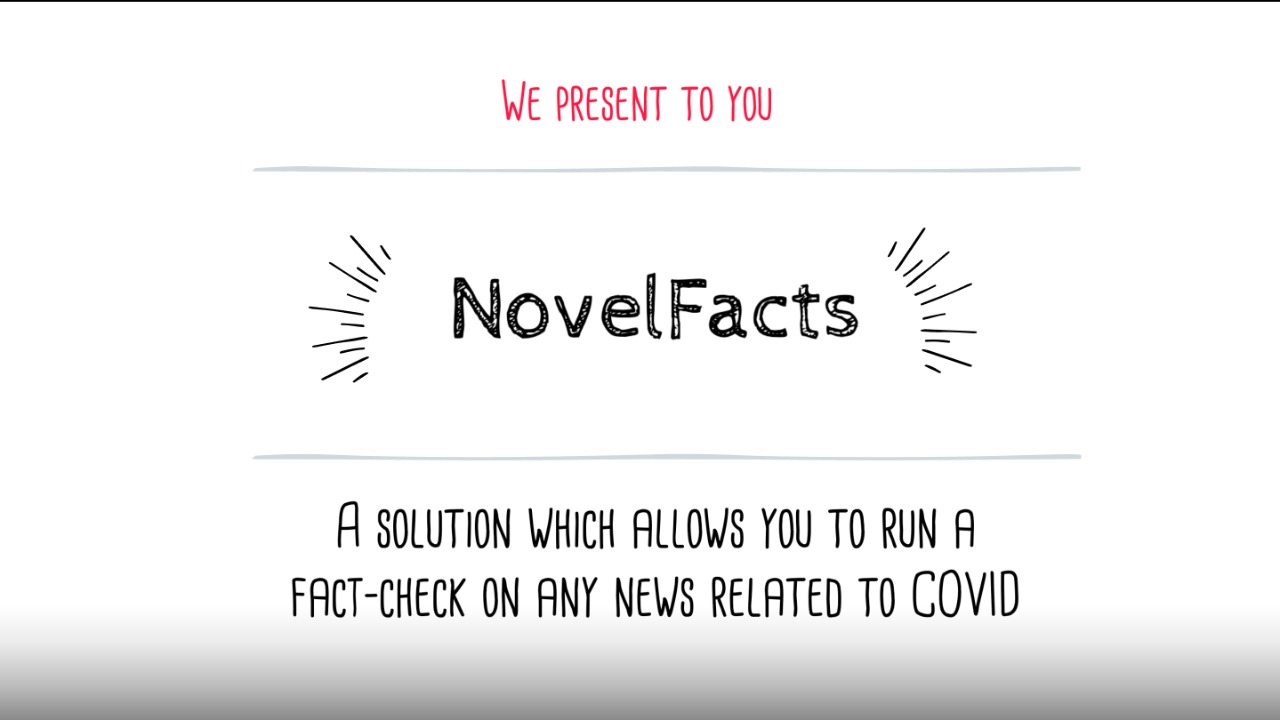 We present to you
NovelFacts
A solution which allows you to run a
fact-check on any news related to COVID